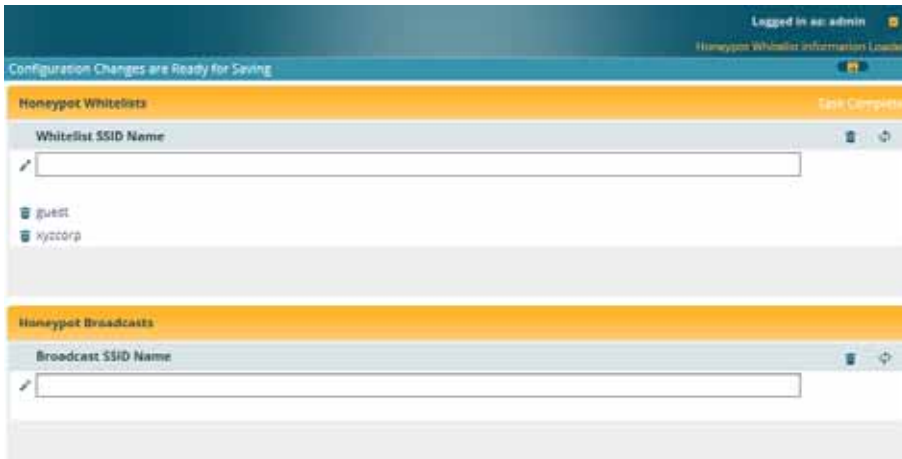 Logged in as: admin
Honeypot Whitelist Information Loade
Configuration Changes are Ready for Saving
Honeypot Whitelists
Task Complete
Whitelist SSID Name
guest
xyzcorp
Honeypot Broadcasts
Broadcast SSID Name